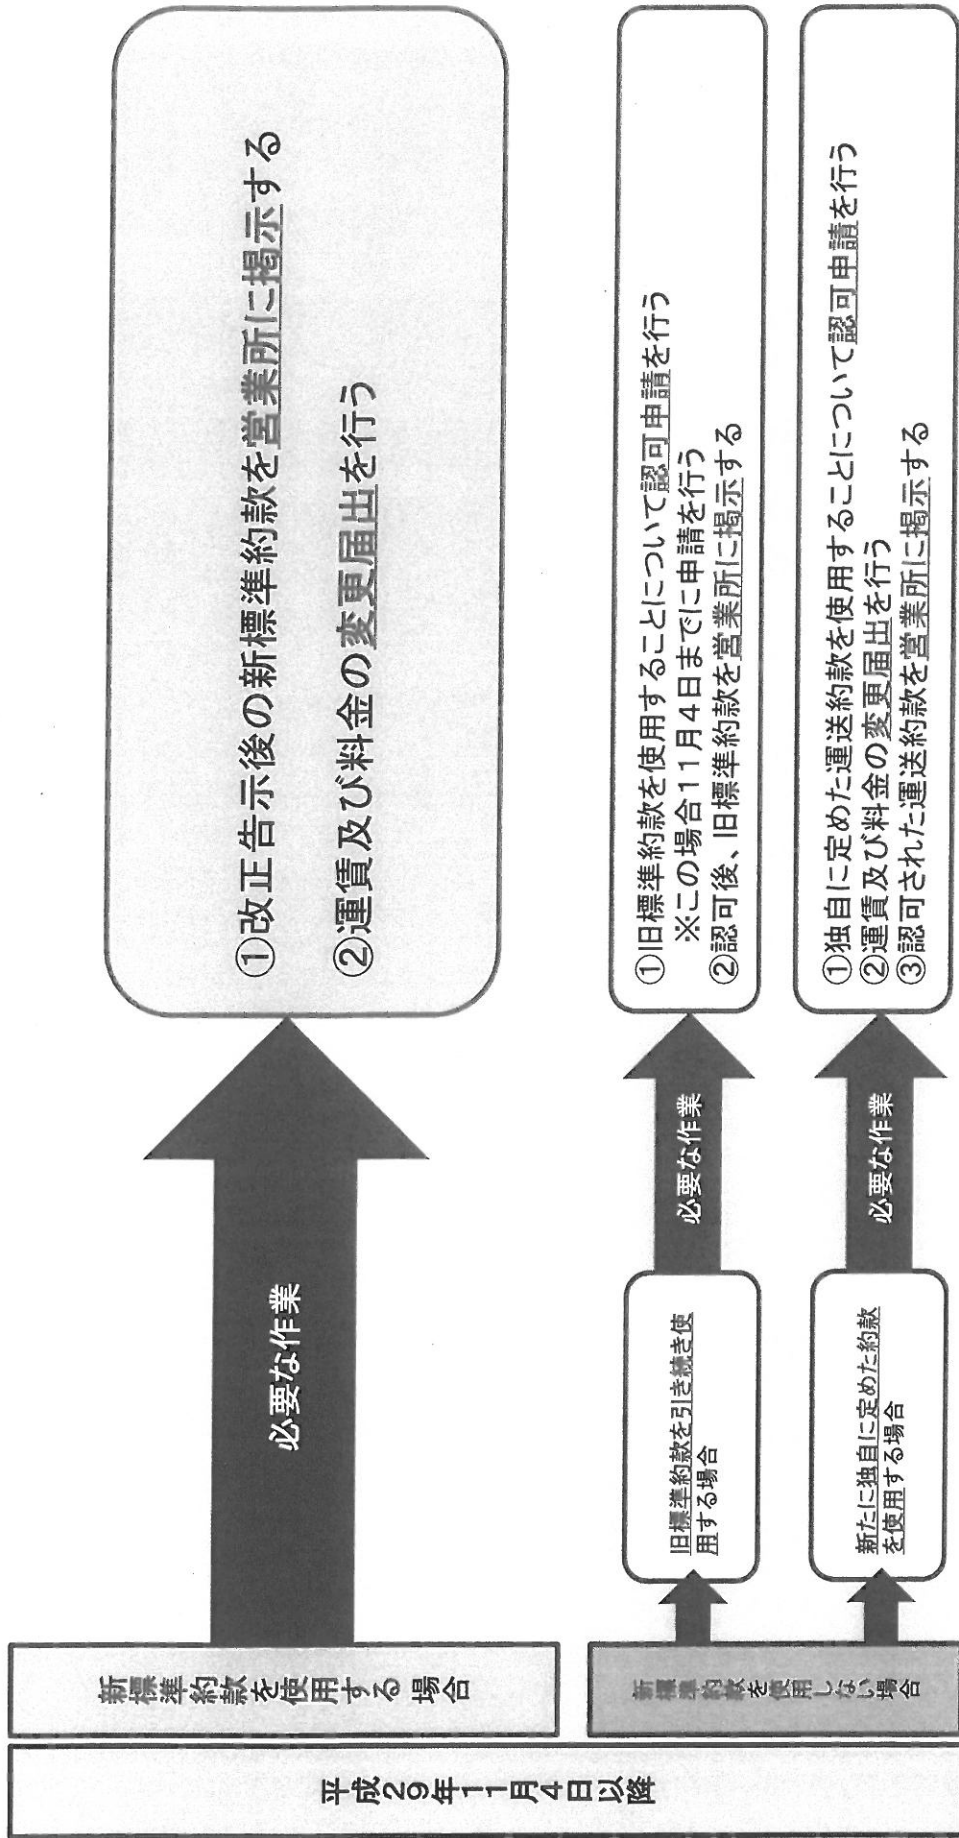 平成29年11月4日以降
新標準約款を使用する場合
必要な作業
①改正告示後の新標準約款を営業所に掲示する
②運賃及び料金の変更届出を行う
新標準約款を使用しない場合
旧標準約款を引き続き使
用する場合
必要な作業
①旧標準約款を使用することについて認可申請を行う
※この場合11月4日までに申請を行う
②認可後、旧標準約款を営業所に掲示する
新たに独自に定めた約款
を使用する場合
必要な作業
①独自に定めた運送約款を使用することについて認可申請を行う
②運賃及び料金の変更届出を行う
③認可された運送約款を営業所に掲示する